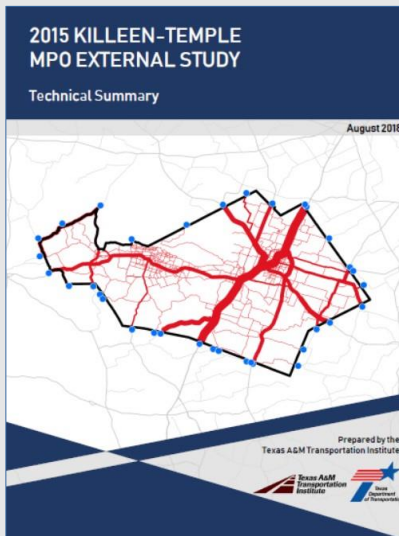 2015 KILLEEN-TEMPLE
MPO EXTERNAL STUDY
Technical Summary
August 2018
Prepared by the
Texas A&M Transportation Institute
Texas A&M
Transportation
Institute
Texas
Department
of Transportation